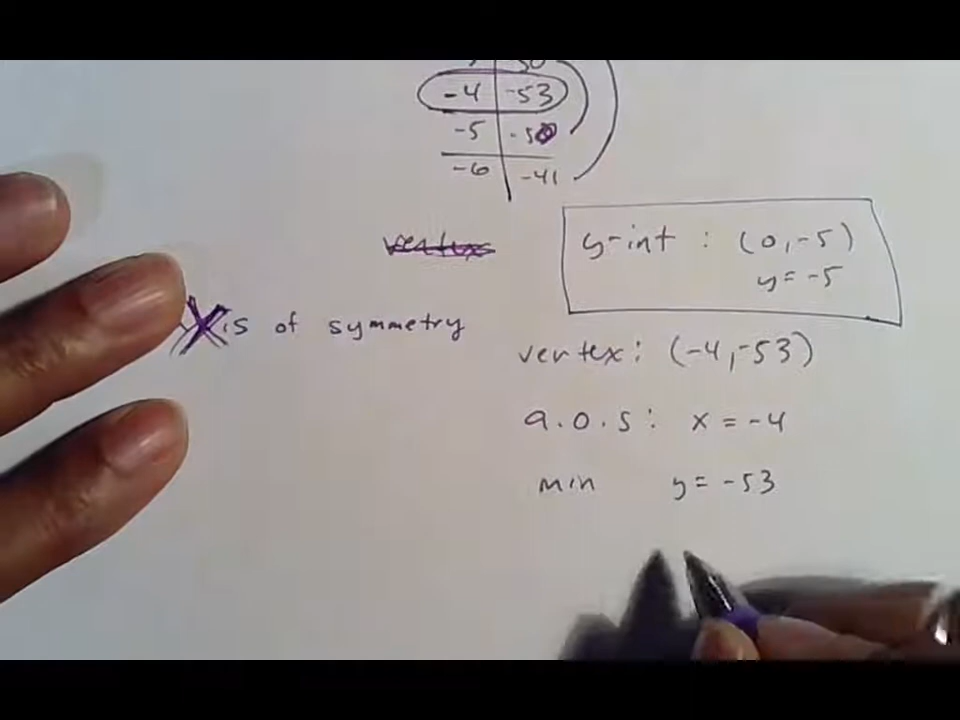 -4 -53
-5 -50
-6 -41
vertex
y-int : (0,-5)
y= -5
xis of symmetry
vertex: (-4,-53)
a.o.s: x = -4
min y= -53